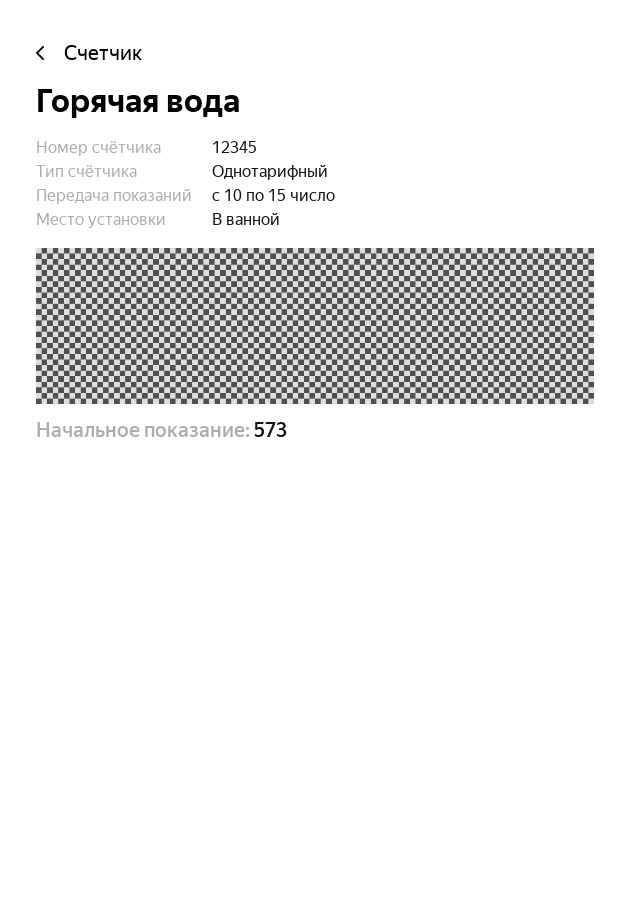 Счетчик
Горячая вода
Номер счётчика 12345
Тип счётчика Однотарифный
Передача показаний с 10 по 15 число
Место установки В ванной
Начальное показание: 573